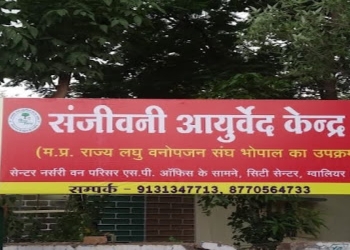 संजीवनी आयुर्वेद केन्द्र
(म.प्र. राज्य लघु वनोपजन संघ भोपाल का उपक्रम
सेन्टर नर्सरी वन परिसर एस.पी. ऑफिस के सामने, सिटी सेन्टर, ग्वालियर
सम्पर्क - 9131347713, 8770564733